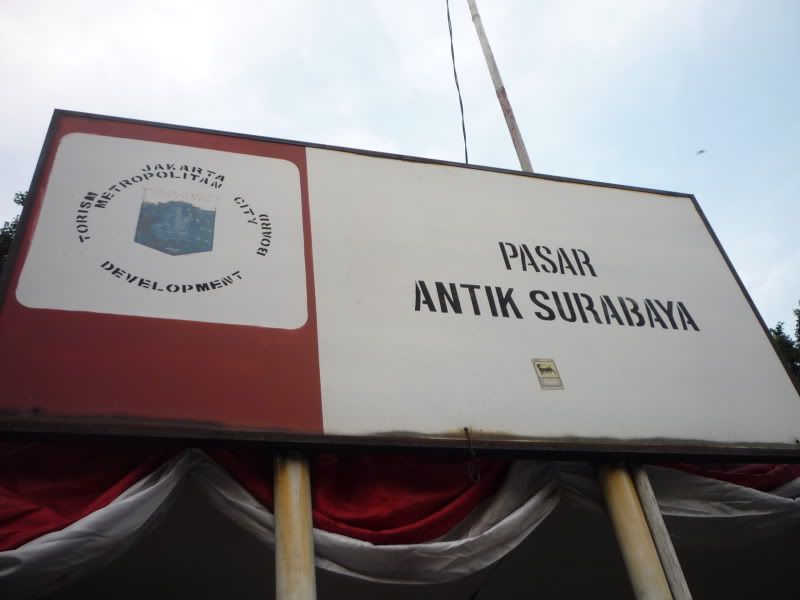 JAKARTA
METROPOLITAN CITY
TORISM BOARD
DEVELOPMENT
PASAR
ANTIK SURABAYA